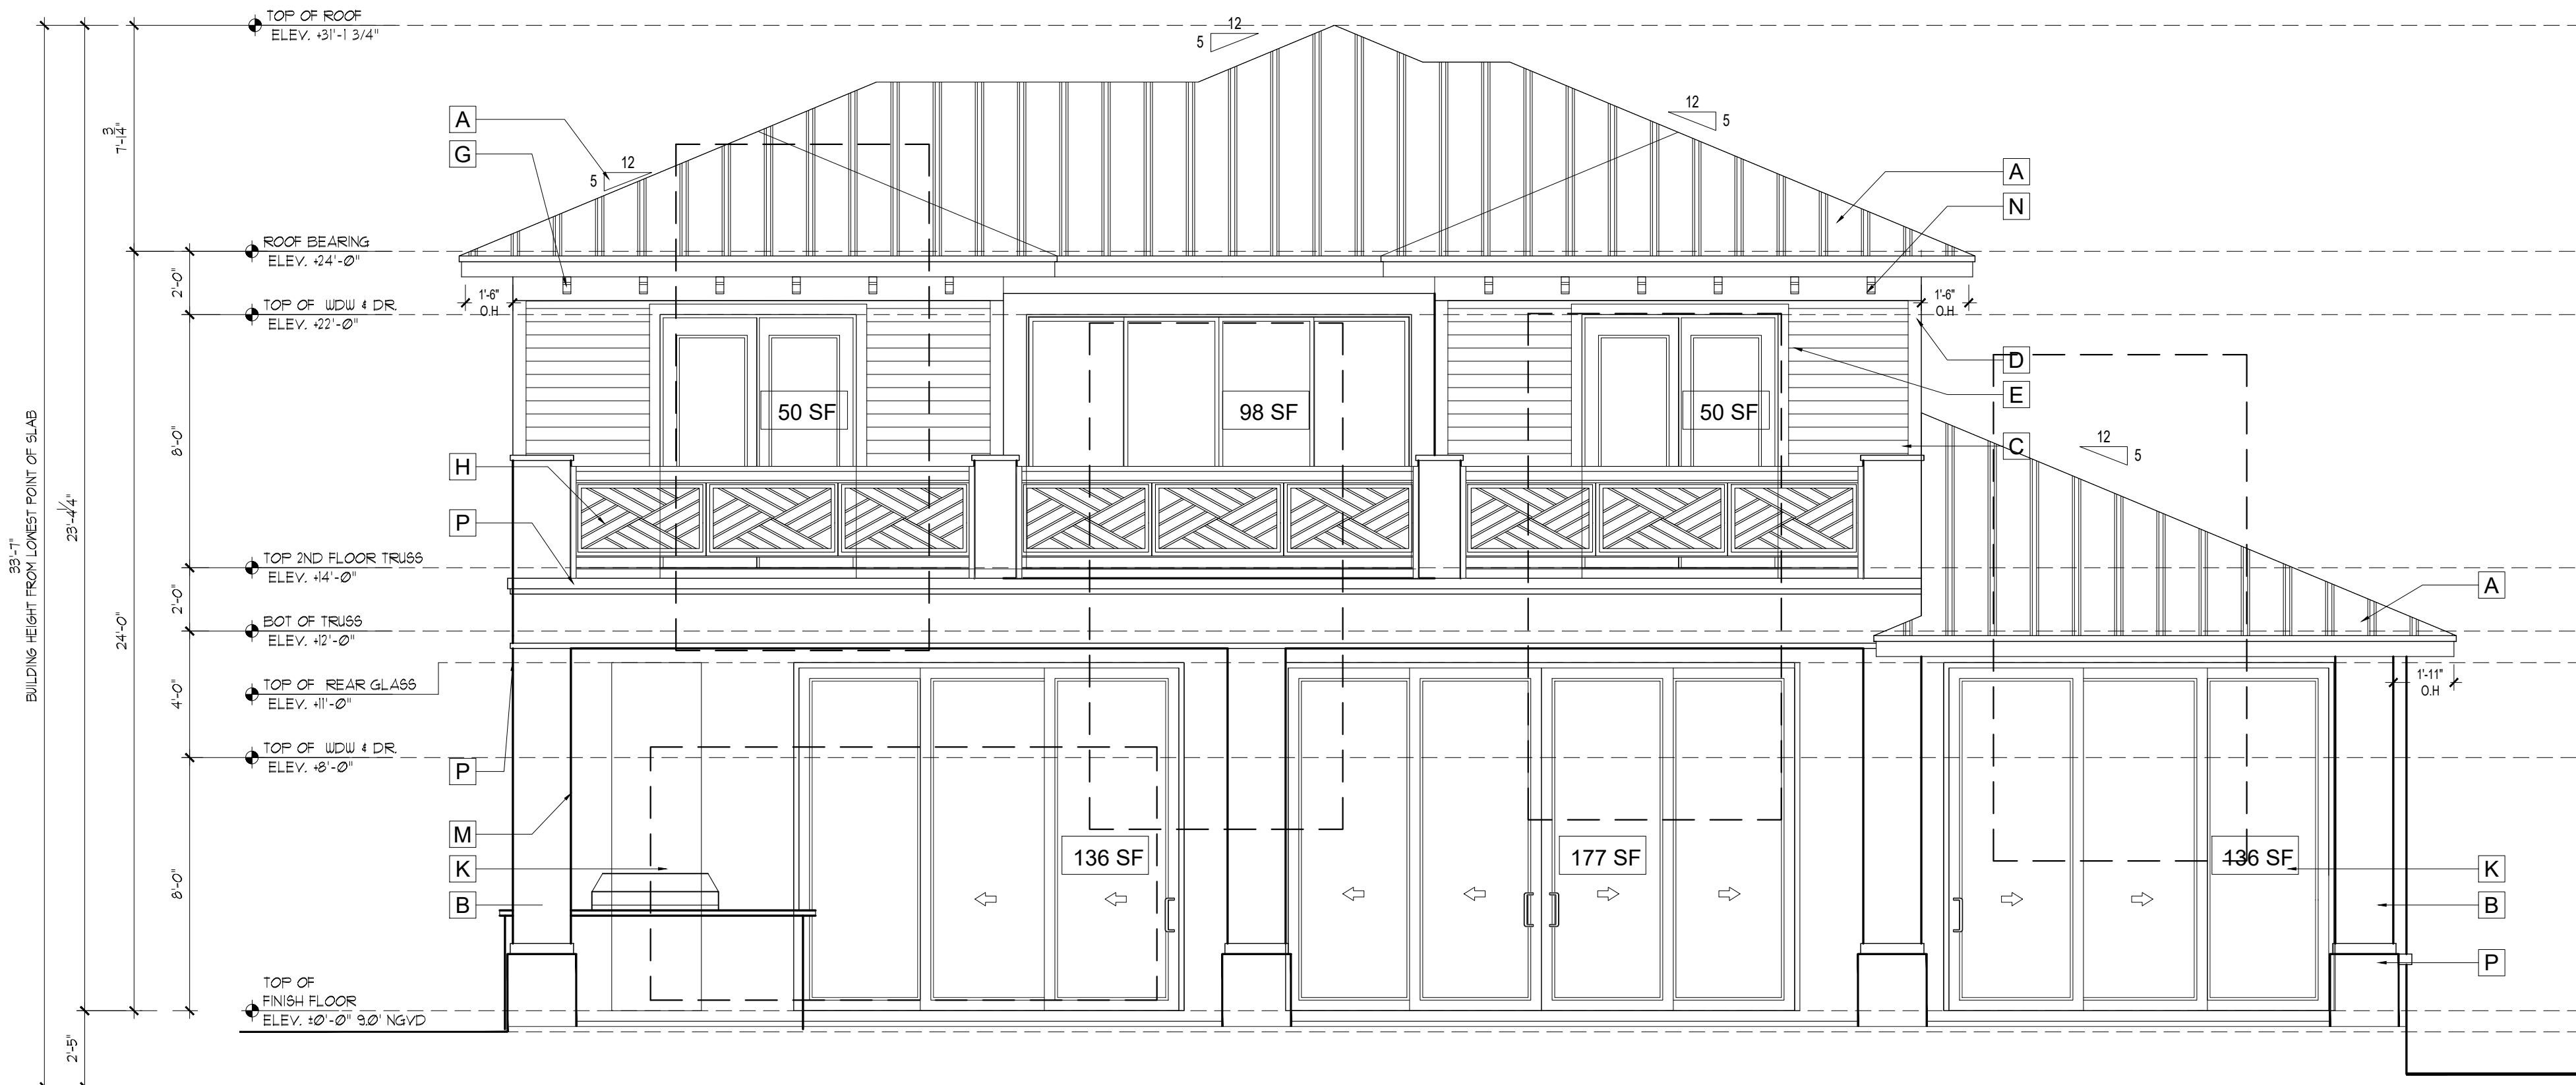 TOP OF ROOF
ELEV. +31'-1 3/4"
12
5
12
5
12
5
A
G
A
N
7'-1 3/4"
ROOF BEARING
ELEV. +24'-0"
2'-0"
1'-6"
O.H
1'-6"
O.H
TOP OF WDW & DR.
ELEV. +22'-0"
D
E
50 SF
98 SF
50 SF
C
12
5
8'-0"
H
P
33'-7"
BUILDING HEIGHT FROM LOWEST POINT OF SLAB
23'-4 1/4"
24'-0"
TOP 2ND FLOOR TRUSS
ELEV. +14'-0"
A
2'-0"
BOT OF TRUSS
ELEV. +12'-0"
4'-0"
TOP OF REAR GLASS
ELEV. +11'-0"
1'-11"
O.H
TOP OF WDW & DR.
ELEV. +8'-0"
P
M
K
B
136 SF
177 SF
136 SF
K
B
P
8'-0"
TOP OF
FINISH FLOOR
ELEV. ±0'-0" 9.0' NGVD
2'-5"